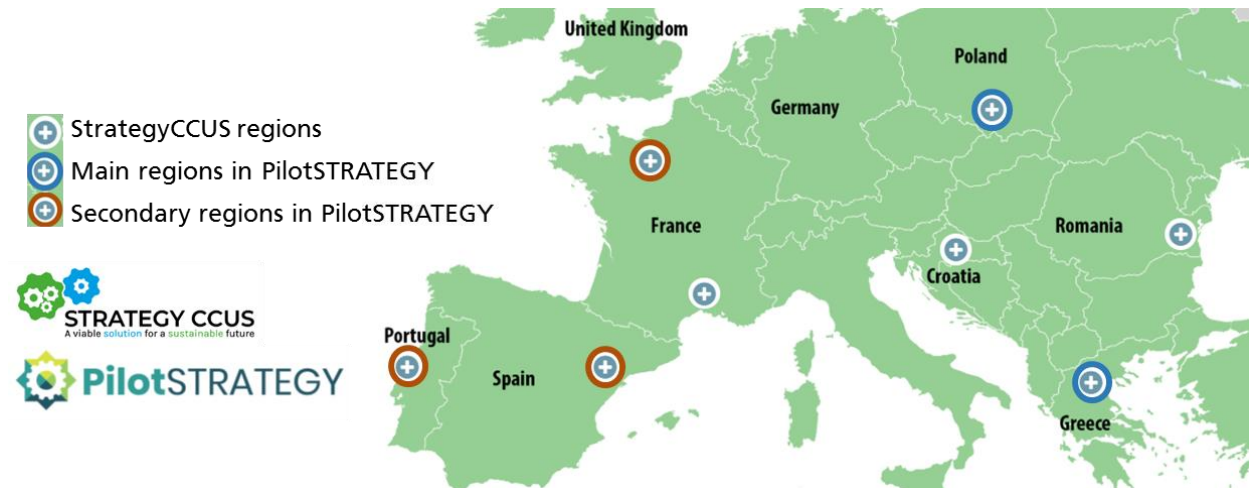 United Kingdom
Poland
Germany
StrategyCCUS regions
Main regions in PilotSTRATEGY
Secondary regions in PilotSTRATEGY
France
Romania
Croatia
STRATEGY CCUS
A viable solution for a sustainable future
Portugal
PilotSTRATEGY
Spain
Greece